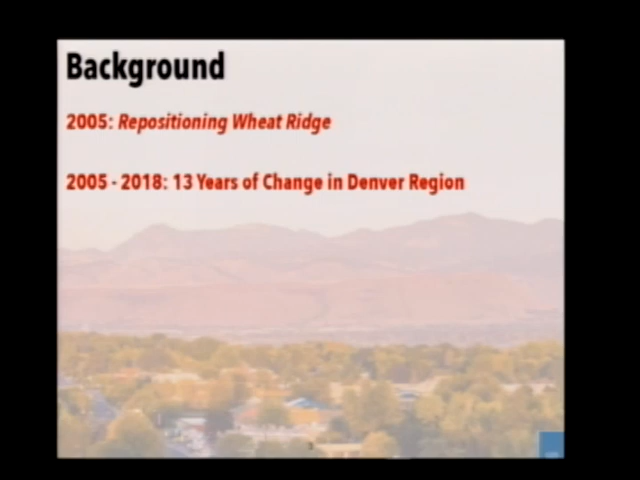 Background
2005: Repositioning Wheat Ridge
2005 - 2018: 13 Years of Change in Denver Region